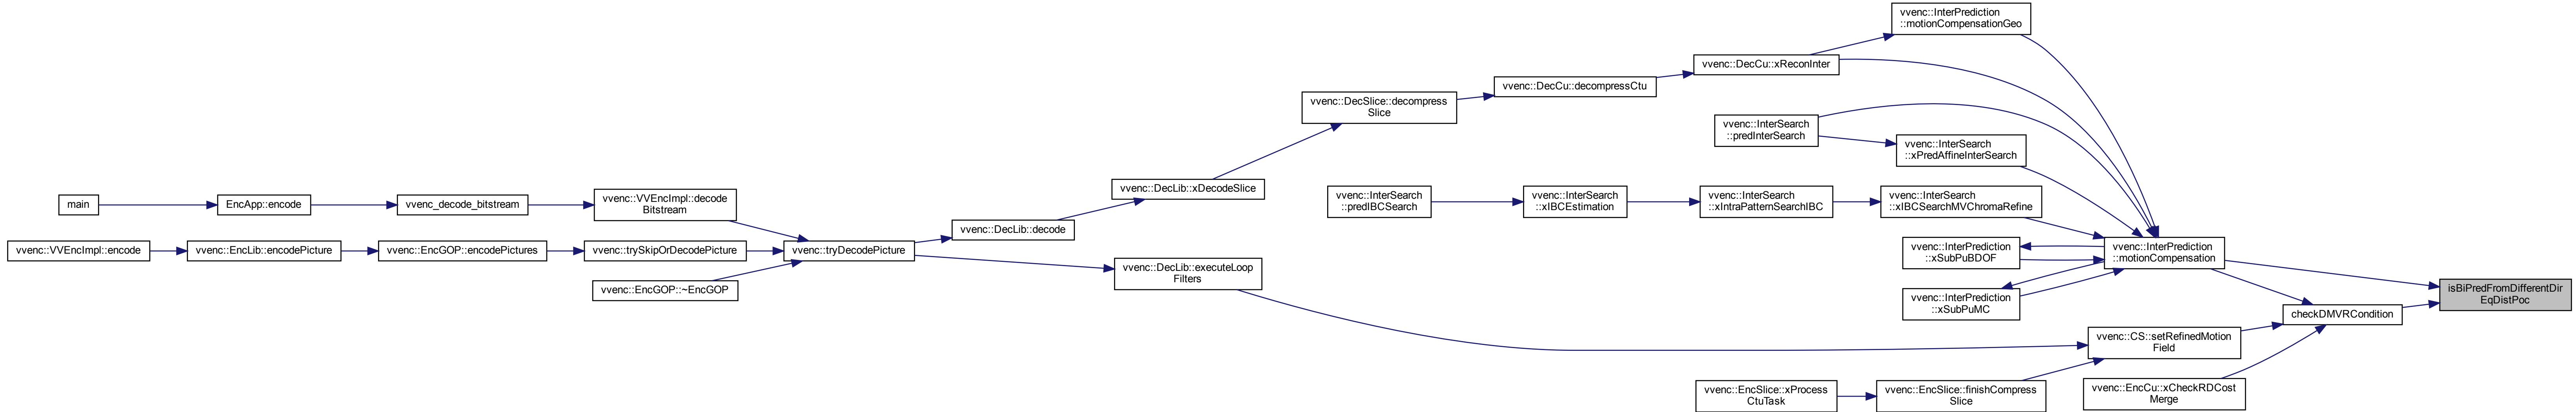 main
EncApp::encode
vvenc_decode_bitstream
vvenc::VVEncImpl::decode
Bitstream
vvenc::VVEncImpl::encode
vvenc::EncLib::encodePicture
vvenc::EncGOP::encodePictures
vvenc::trySkipOrDecodePicture
vvenc::EncGOP::~EncGOP
vvenc::tryDecodePicture
vvenc::DecLib::decode
vvenc::DecLib::executeLoop
Filters
vvenc::DecLib::xDecodeSlice
vvenc::DecSlice::decompress
Slice
vvenc::DecCu::decompressCtu
vvenc::DecCu::xReconInter
vvenc::InterPrediction
::motionCompensationGeo
vvenc::InterSearch
::predInterSearch
vvenc::InterSearch
::xPredAffineInterSearch
vvenc::InterSearch
::predIBCSearch
vvenc::InterSearch
::xIBCEstimation
vvenc::InterSearch
::xIntraPatternSearchIBC
vvenc::InterSearch
::xIBCSearchMVChromaRefine
vvenc::InterPrediction
::xSubPuBDOF
vvenc::InterPrediction
::xSubPuMC
vvenc::InterPrediction
::motionCompensation
isBiPredFromDifferentDir
EqDistPoc
checkDMVRCondition
vvenc::CS::setRefinedMotion
Field
vvenc::EncSlice::xProcess
CtuTask
vvenc::EncSlice::finishCompress
Slice
vvenc::EncCu::xCheckRDCost
Merge